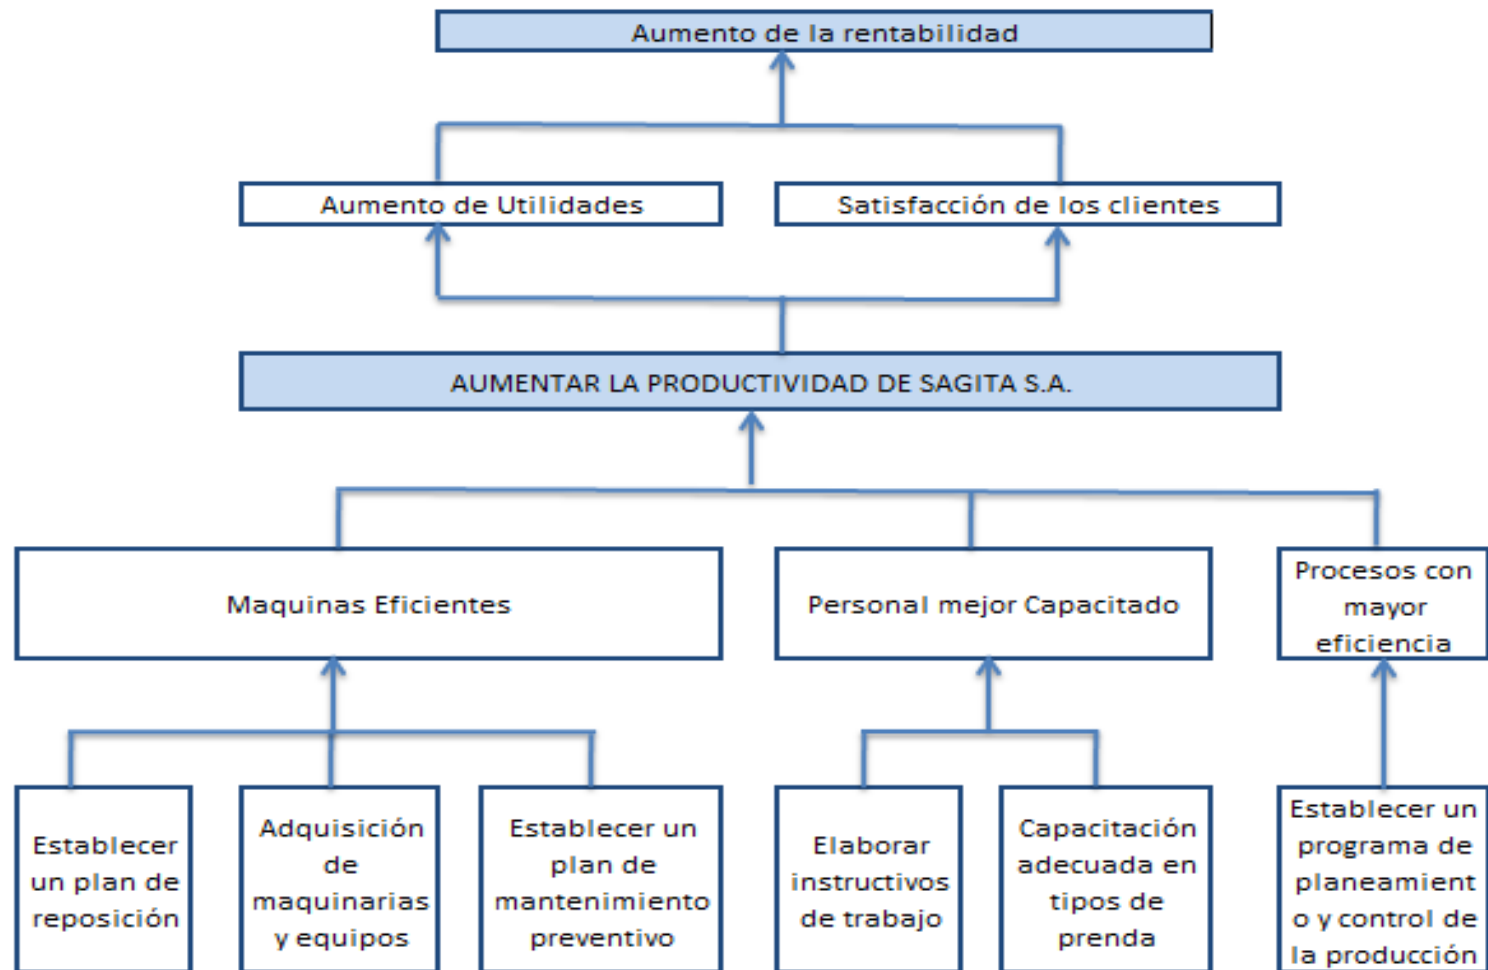 Aumento de la rentabilidad
Aumento de Utilidades
Satisfacción de los clientes
AUMENTAR LA PRODUCTIVIDAD DE SAGITA S.A.
Maquinas Eficientes
Personal mejor Capacitado
Procesos con
mayor
eficiencia
Establecer
un plan de
reposición
Adquisición
de
maquinarias
y equipos
Establecer un
plan de
mantenimiento
preventivo
Elaborar
instructivos
de trabajo
Capacitación
adecuada en
tipos de
prenda
Establecer un
programa de
planeamient
o y control de
la producción